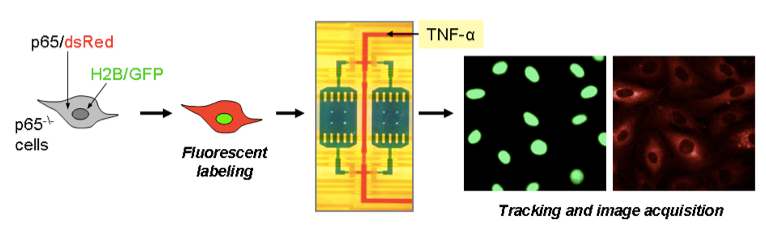 p65/dsRed
H2B/GFP
p65-/-
cells
Fluorescent
labeling
TNF-α
Tracking and image acquisition